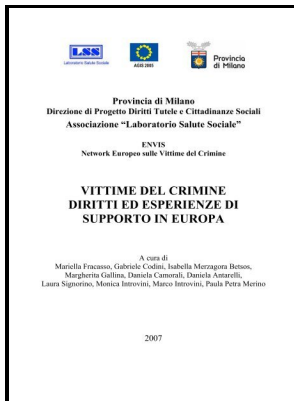 LSS
Laboratorio Salute Sociale
AGIS 2005
Provincia
di Milano
Provincia di Milano
Direzione di Progetto Diritti Tutele e Cittadinanze Sociali
Associazione “Laboratorio Salute Sociale”
ENVIS
Network Europeo sulle Vittime del Crimine
VITTIME DEL CRIMINE
DIRITTI ED ESPERIENZE DI
SUPPORTO IN EUROPA
A cura di
Mariella Fracasso, Gabriele Codini, Isabella Merzagora Betsos,
Margherita Gallina, Daniela Camorali, Daniela Antarelli,
Laura Signorino, Monica Introvini, Marco Introvini, Paula Petra Merino
2007